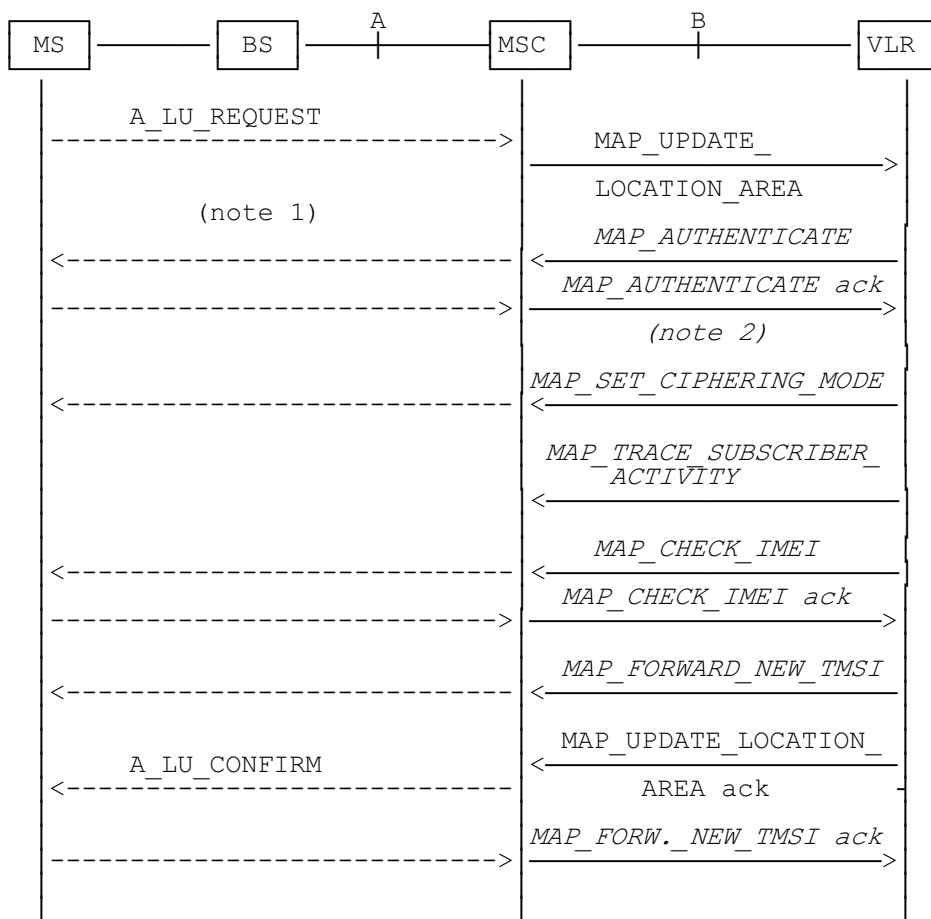 A B
MS BS MSC VLR
A_LU_REQUEST
MAP_UPDATE_
LOCATION_AREA
(note 1)
MAP_AUTHENTICATE
MAP_AUTHENTICATE ack
(note 2)
MAP_SET_CIPHERING_MODE
MAP_TRACE_SUBSCRIBER_
ACTIVITY
MAP_CHECK_IMEI
MAP_CHECK_IMEI ack
MAP_FORWARD_NEW_TMSI
MAP_UPDATE_LOCATION_
A_LU_CONFIRM
AREA ack
MAP_FORW._NEW_TMSI ack